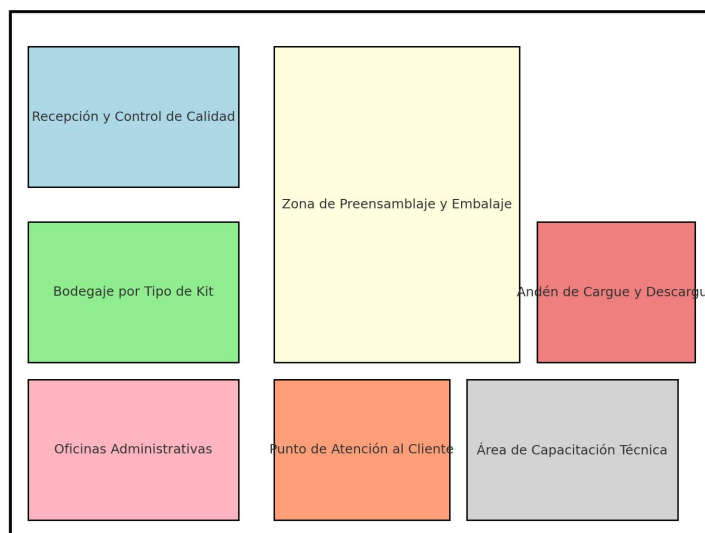 Recepción y Control de Calidad
Zona de Preensamblaje y Embalaje
Bodegaje por Tipo de Kit
Andén de Cargue y Descargu
Oficinas Administrativas
Punto de Atención al Cliente
Área de Capacitación Técnica